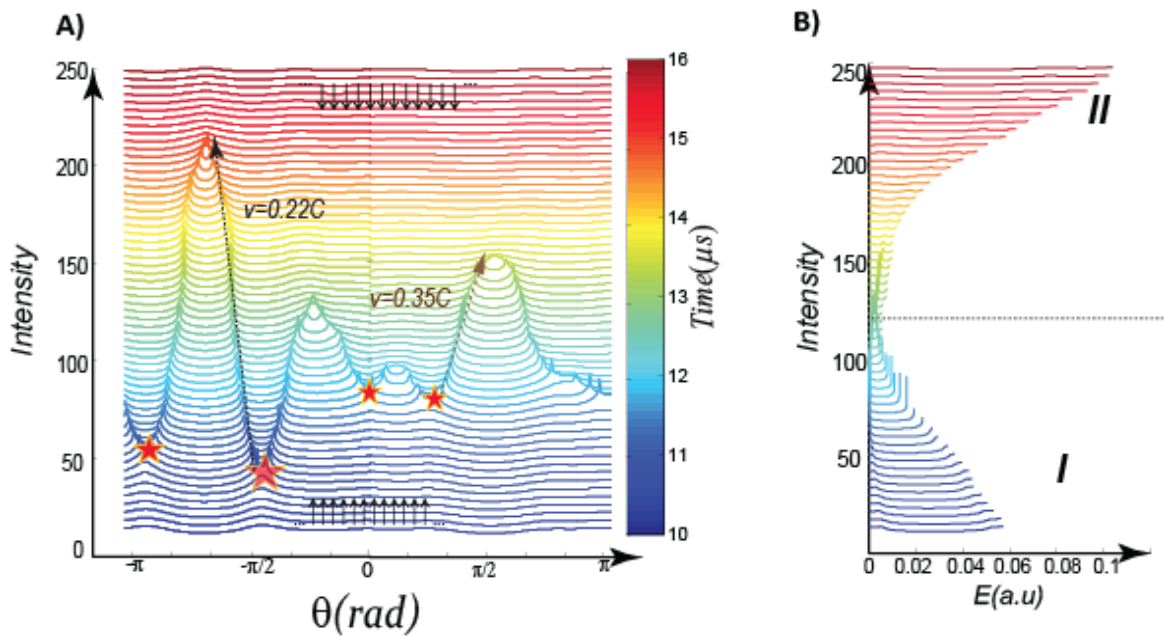 A)
B)
250
200
150
100
50
0
Intensity
...
...
v=0.22C
v=0.35C
...
...
-π
-π/2
0
π/2
π
θ(rad)
16
15
14
13
12
11
10
Time(μs)
250
200
150
100
50
Intensity
II
I
0 0.02 0.04 0.06 0.08 0.1
E(a.u)